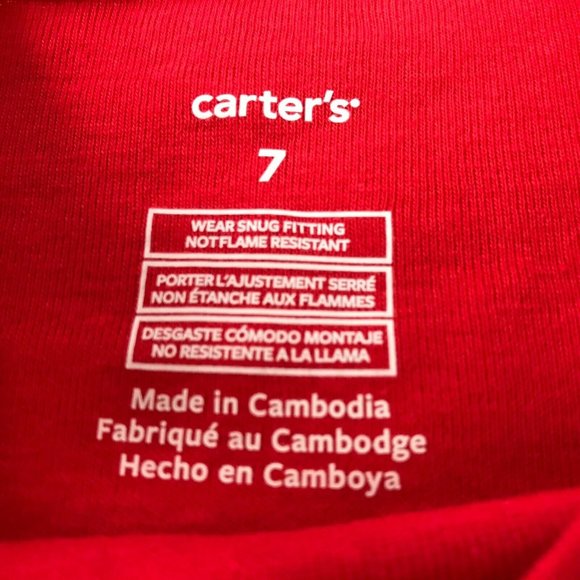 carter's
7
WEAR SNUG FITTING
NOT FLAME RESISTANT
PORTER L'AJUSTEMENT SERRÉ
NON ÉTANCHE AUX FLAMMES
DESGASTE CÓMODO MONTAJE
NO RESISTENTE A LA LLAMA
Made in Cambodia
Fabriqué au Cambodge
Hecho en Camboya